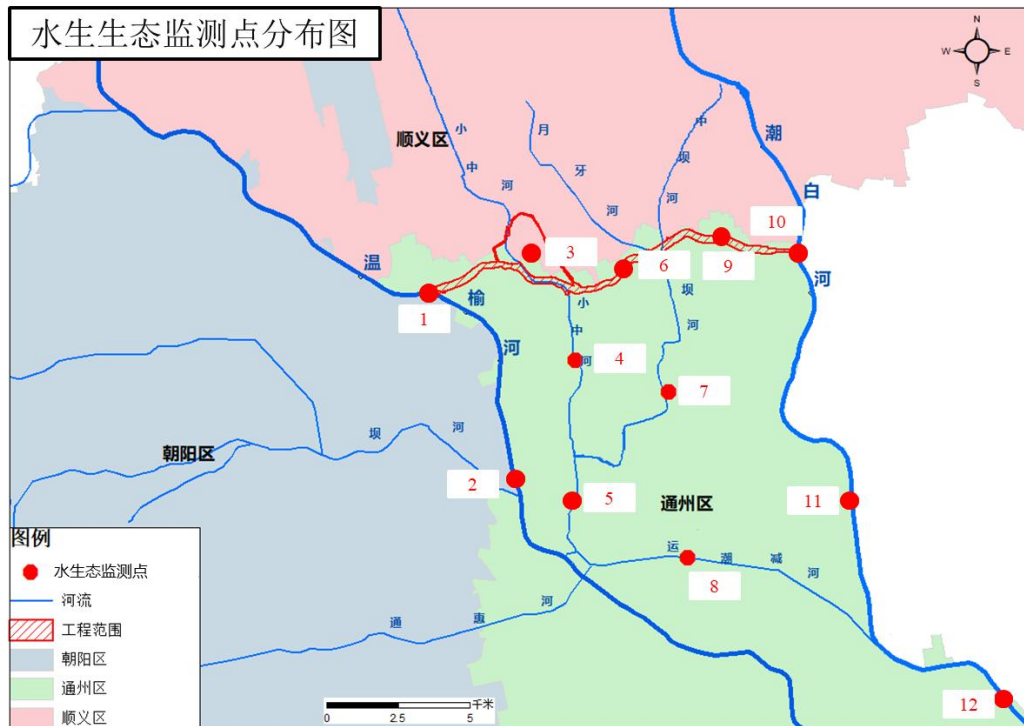 水生生态监测点分布图
N
W
E
S
顺义区
小
中
河
月
牙
河
中
坝
河
潮
白
河
温
榆
河
10
3
6
9
1
小
中
河
坝
河
4
7
朝阳区
坝
河
2
5
通州区
11
运
潮
减
河
8
通
惠
河
12
图例
水生态监测点
河流
工程范围
朝阳区
通州区
顺义区
千米
0
2.5
5